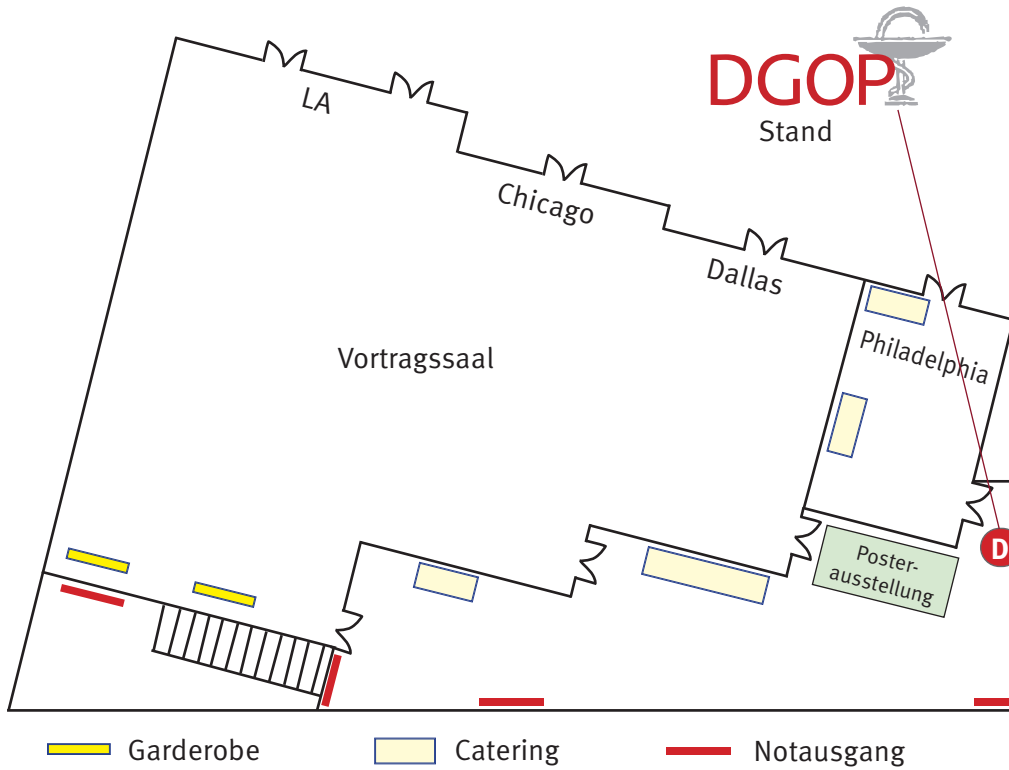 DGOP
Stand
LA
Chicago
Dallas
Philadelphia
Vortragssaal
Poster-
ausstellung
D
Garderobe
Catering
Notausgang